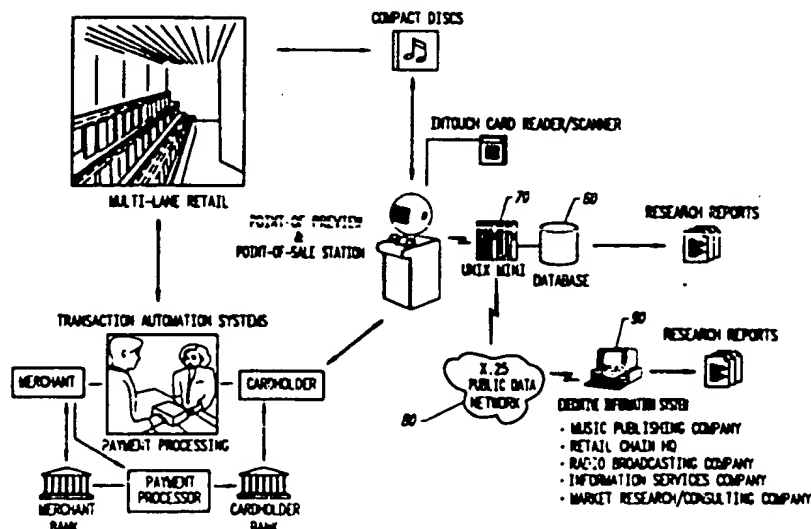 COMPACT DISCS
INTOUCH CARD READER/SCANNER
MULTI-LANE RETAIL
POINT-OF PREVIEW
&
POINT-OF-SALE STATION
70
60
UNIX MINI
DATABASE
RESEARCH REPORTS
TRANSACTION AUTOMATION SYSTEMS
MERCHANT
CARDHOLDER
PAYMENT PROCESSING
PAYMENT
PROCESSOR
MERCHANT
BANK
CARDHOLDER
BANK
X.25
PUBLIC DATA
NETWORK
80
90
RESEARCH REPORTS
EXECUTIVE INFORMATION SYSTEM
• MUSIC PUBLISHING COMPANY
• RETAIL CHAIN HQ
• RADIO BROADCASTING COMPANY
• INFORMATION SERVICES COMPANY
• MARKET RESEARCH/CONSULTING COMPANY